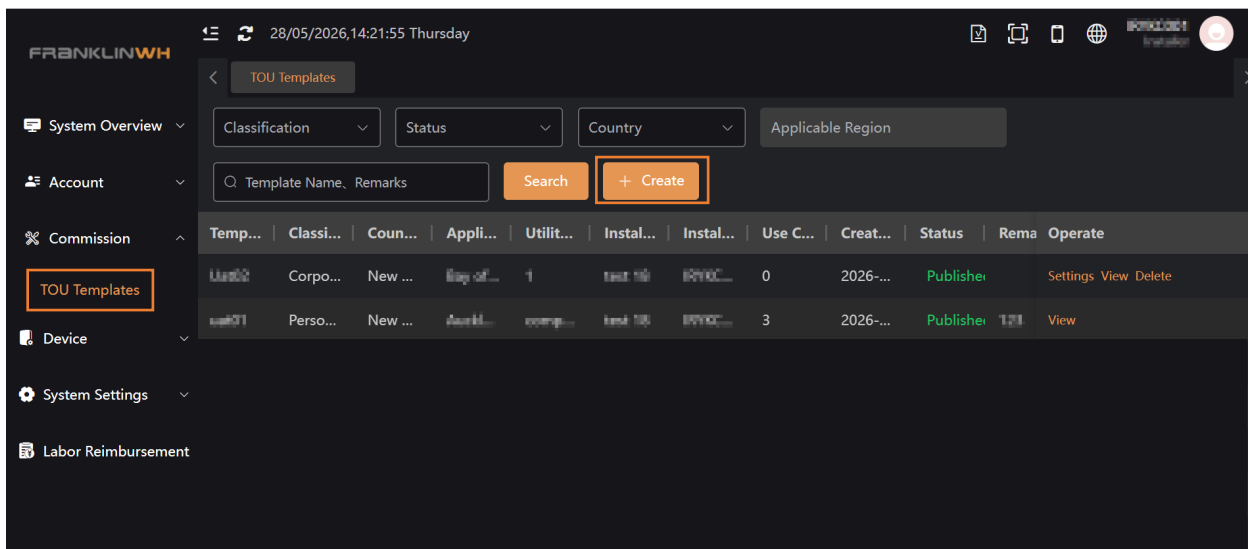 28/05/2026,14:21:55 Thursday
FRANKLINWH
TOU Templates
System Overview
Classification Status Country Applicable Region
Account
Template Name、Remarks Search + Create
Commission
Temp... Classi... Coun... Appli... Utilit... Instal... Instal... Use C... Creat... Status Rema Operate
Corpo... New ... 1 0 2026-... Publishe Settings View Delete
TOU Templates
Perso... New ... 3 2026-... Publishe View
Device
System Settings
Labor Reimbursement